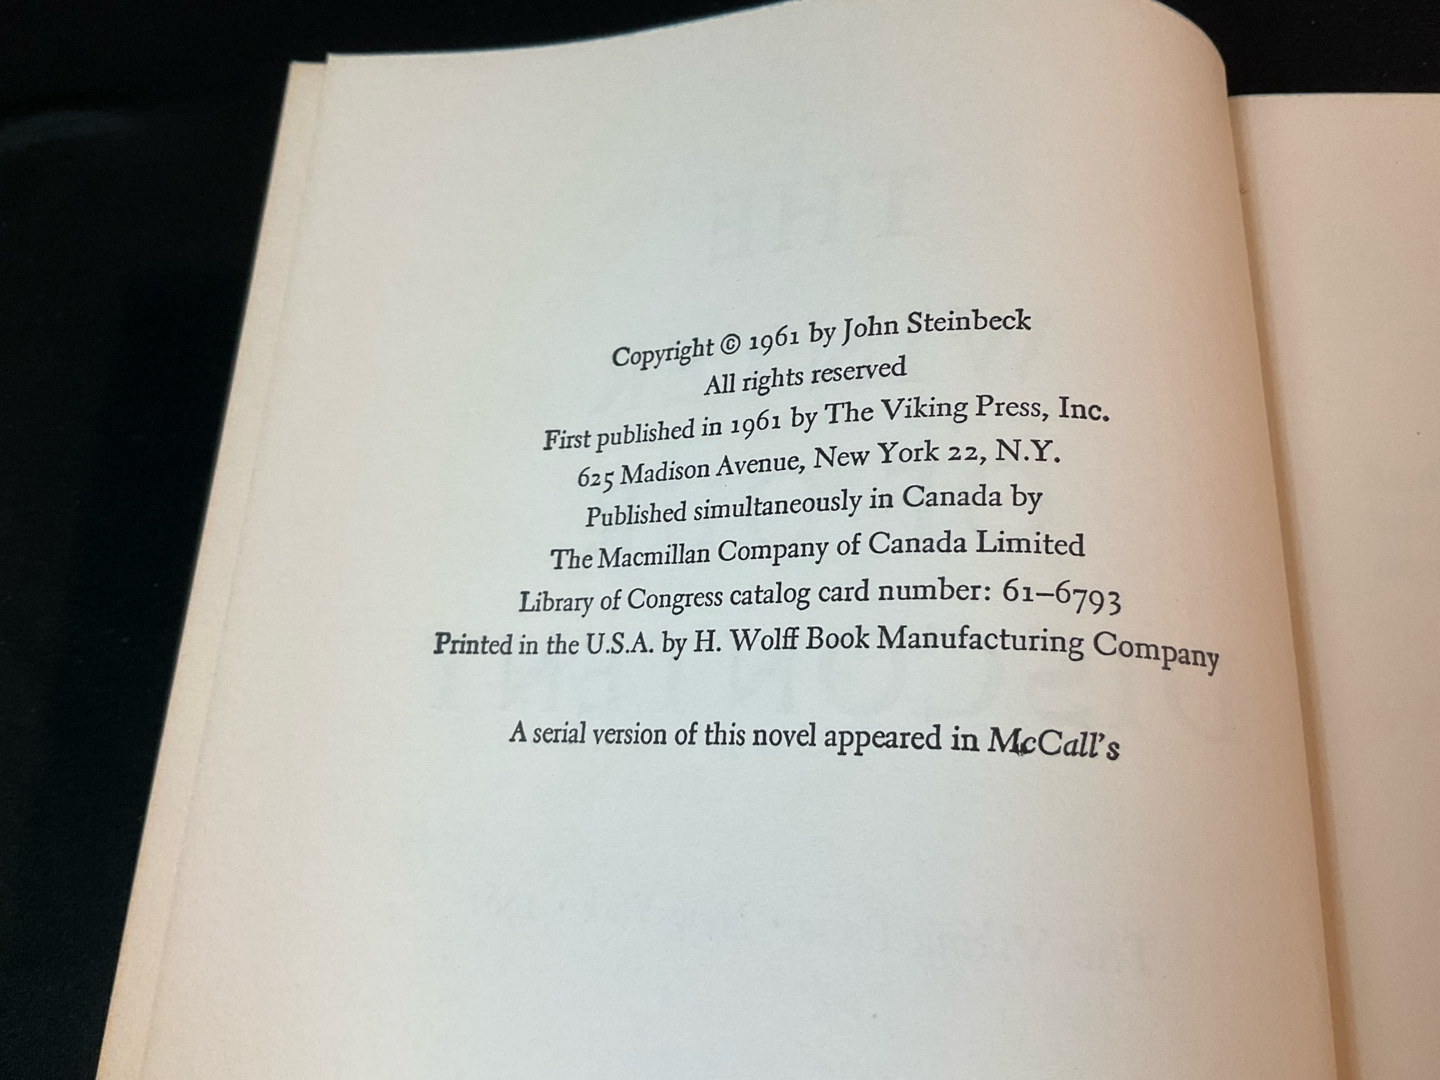 Copyright © 1961 by John Steinbeck
All rights reserved
First published in 1961 by The Viking Press, Inc.
625 Madison Avenue, New York 22, N.Y.
Published simultaneously in Canada by
The Macmillan Company of Canada Limited
Library of Congress catalog card number: 61–6793
Printed in the U.S.A. by H. Wolff Book Manufacturing Company
A serial version of this novel appeared in McCall's